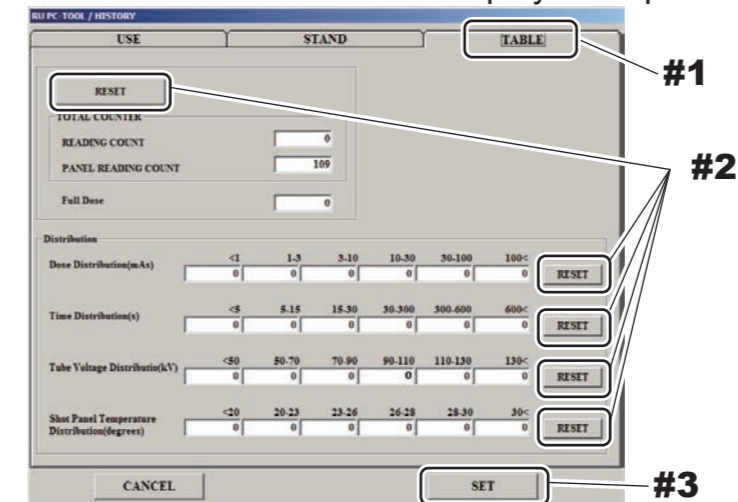 RU PC-TOOL / HISTORY
USE STAND TABLE
#1
RESET
TOTAL COUNTER
READING COUNT 0
#2
PANEL READING COUNT 109
Full Dose 0
Distribution
<1 1-3 3-10 10-30 30-100 100<
Dose Distribution(mAs) 0 0 0 0 0 0 RESET
<5 5-15 15-30 30-300 300-600 600<
Time Distribution(s) 0 0 0 0 0 0 RESET
<50 50-70 70-90 90-110 110-130 130<
Tube Voltage Distributio(kV) 0 0 0 0 0 0 RESET
<20 20-23 23-26 26-28 28-30 30<
Shot Panel Temperature
Distribution(degrees) 0 0 0 0 0 0 RESET
CANCEL SET #3